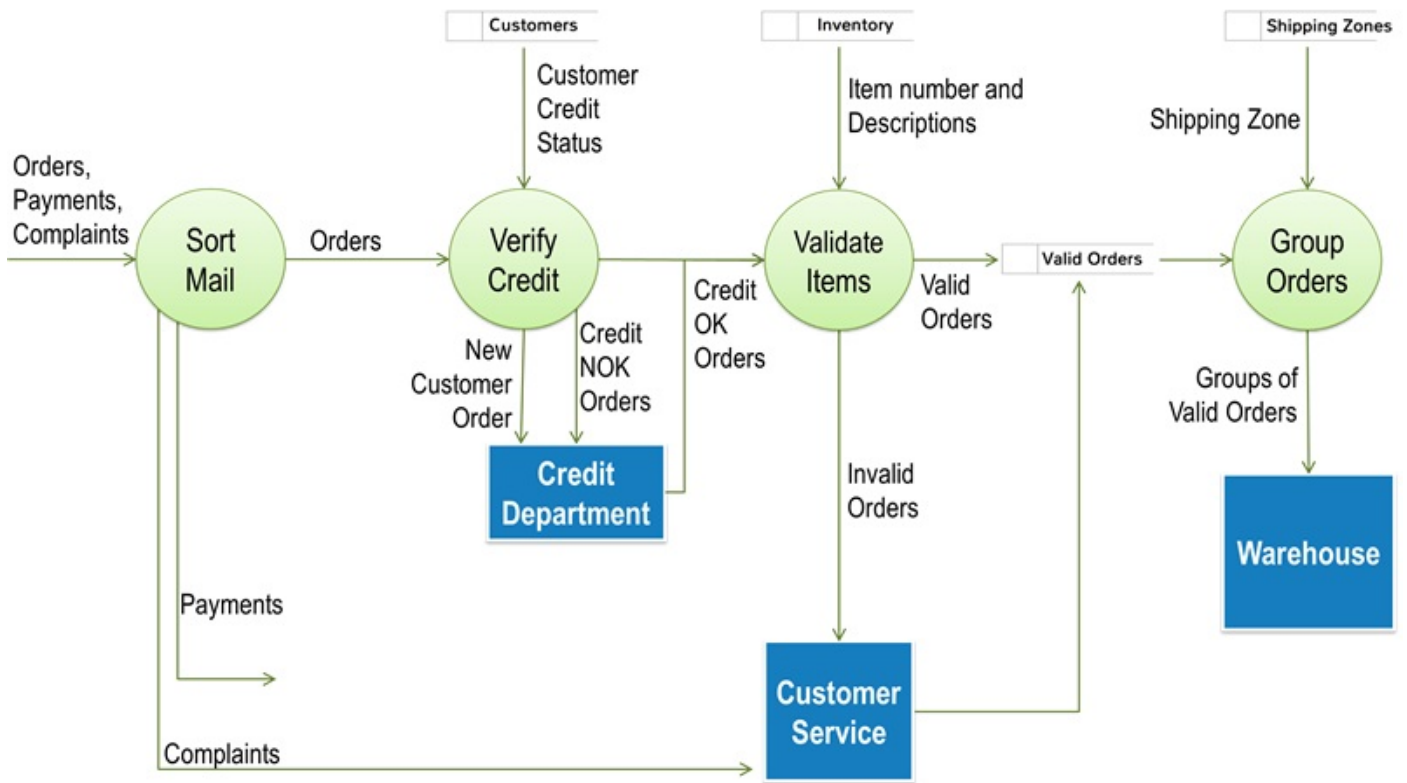 Customers
Inventory
Shipping Zones
Customer
Credit
Status
Item number and
Descriptions
Shipping Zone
Orders,
Payments,
Complaints
Sort
Mail
Orders
Verify
Credit
Credit
OK
Orders
Validate
Items
Valid
Orders
Valid Orders
Group
Orders
New
Customer
Order
Credit
NOK
Orders
Groups of
Valid Orders
Credit
Department
Invalid
Orders
Warehouse
Payments
Customer
Service
Complaints